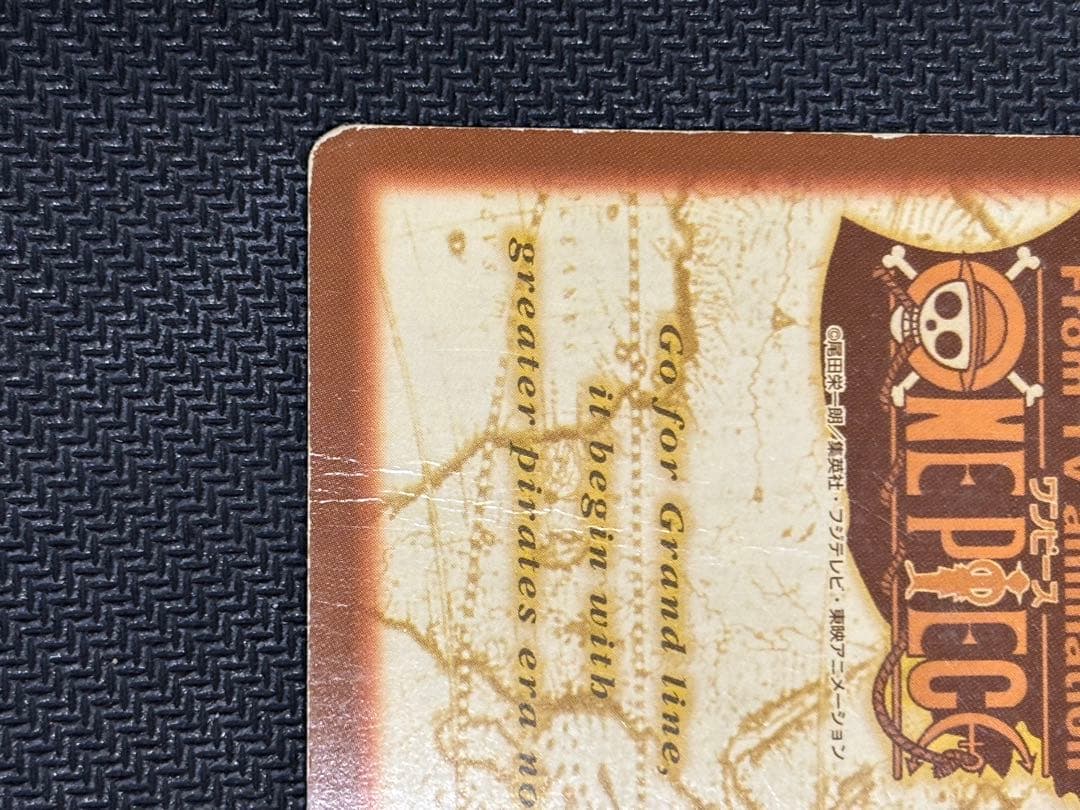 From TV animation
ONE PIECE
ワンピース
©尾田栄一郎／集英社・フジテレビ・東映アニメーション
Go for Grand line,
it begin with
greater pirates era no